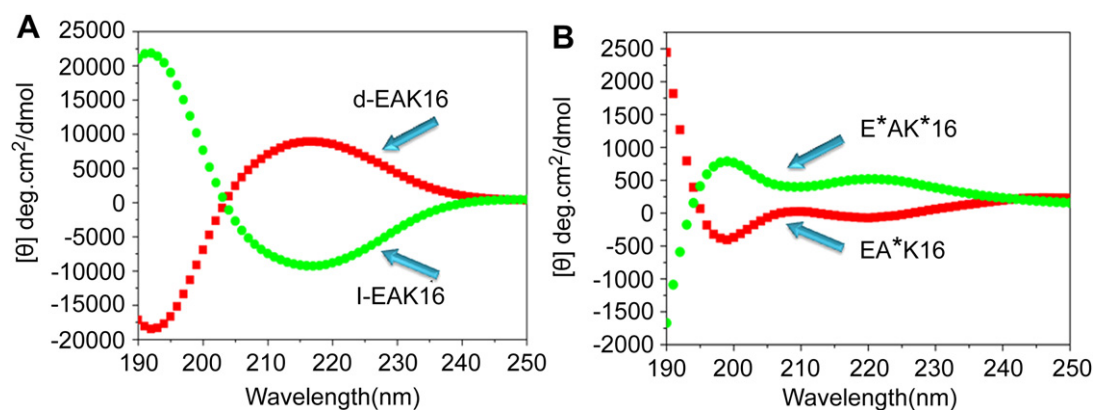 A
[θ] deg.cm²/dmol
25000
20000
15000
10000
5000
0
-5000
-10000
-15000
-20000
d-EAK16
l-EAK16
190 200 210 220 230 240 250
Wavelength(nm)
B
[θ] deg.cm²/dmol
2500
2000
1500
1000
500
0
-500
-1000
-1500
-2000
E*AK*16
EA*K16
190 200 210 220 230 240 250
Wavelength(nm)